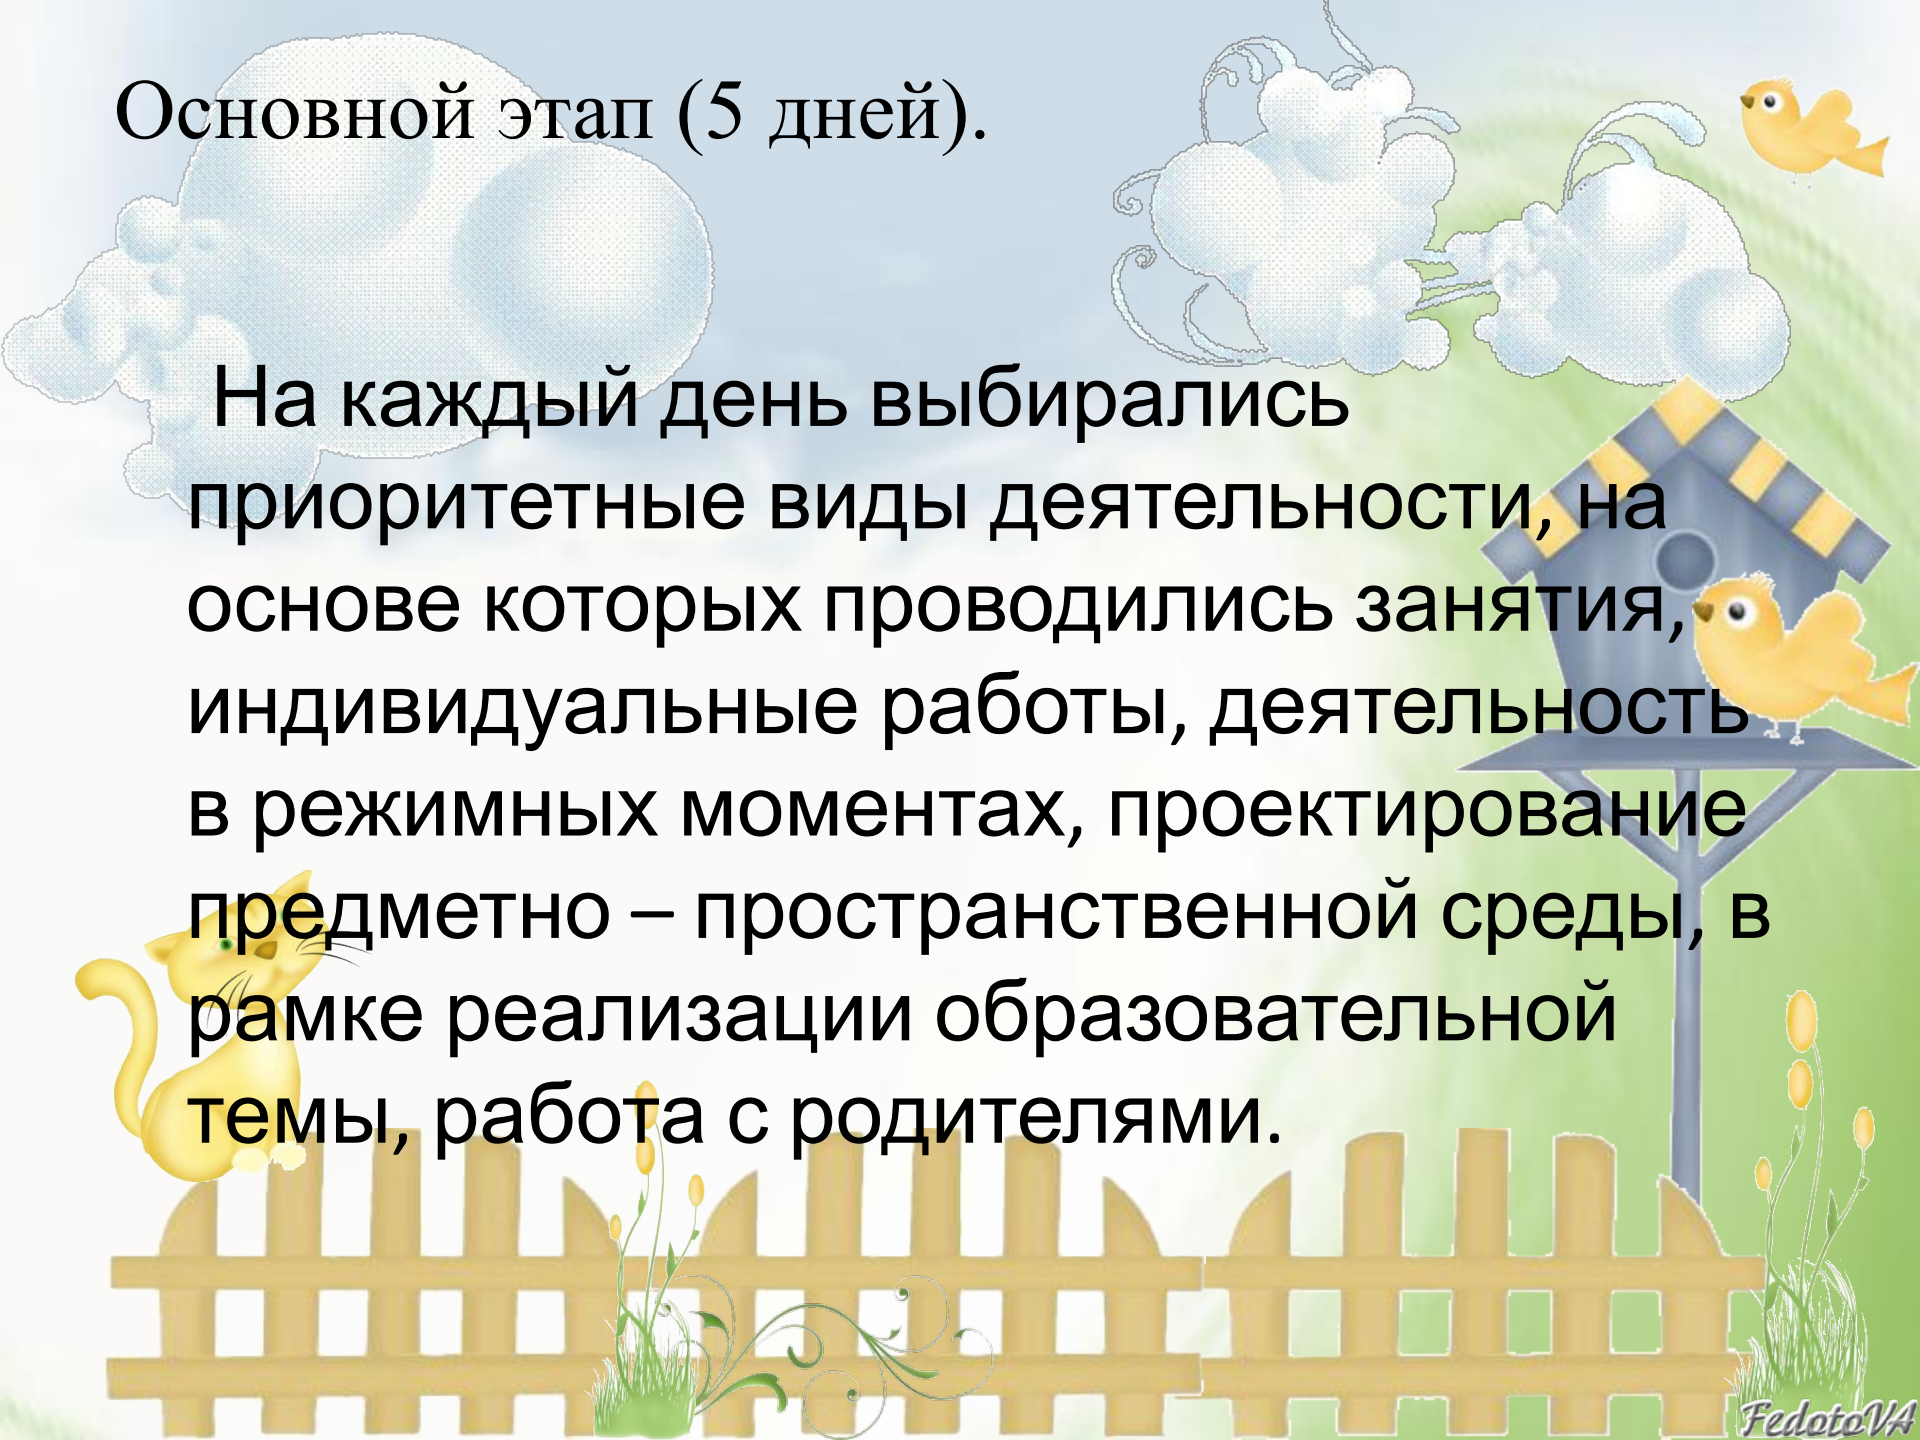 Основной этап (5 дней).
На каждый день выбирались
приоритетные виды деятельности, на
основе которых проводились занятия,
индивидуальные работы, деятельность
в режимных моментах, проектирование
предметно – пространственной среды, в
рамке реализации образовательной
темы, работа с родителями.
FedotoVA